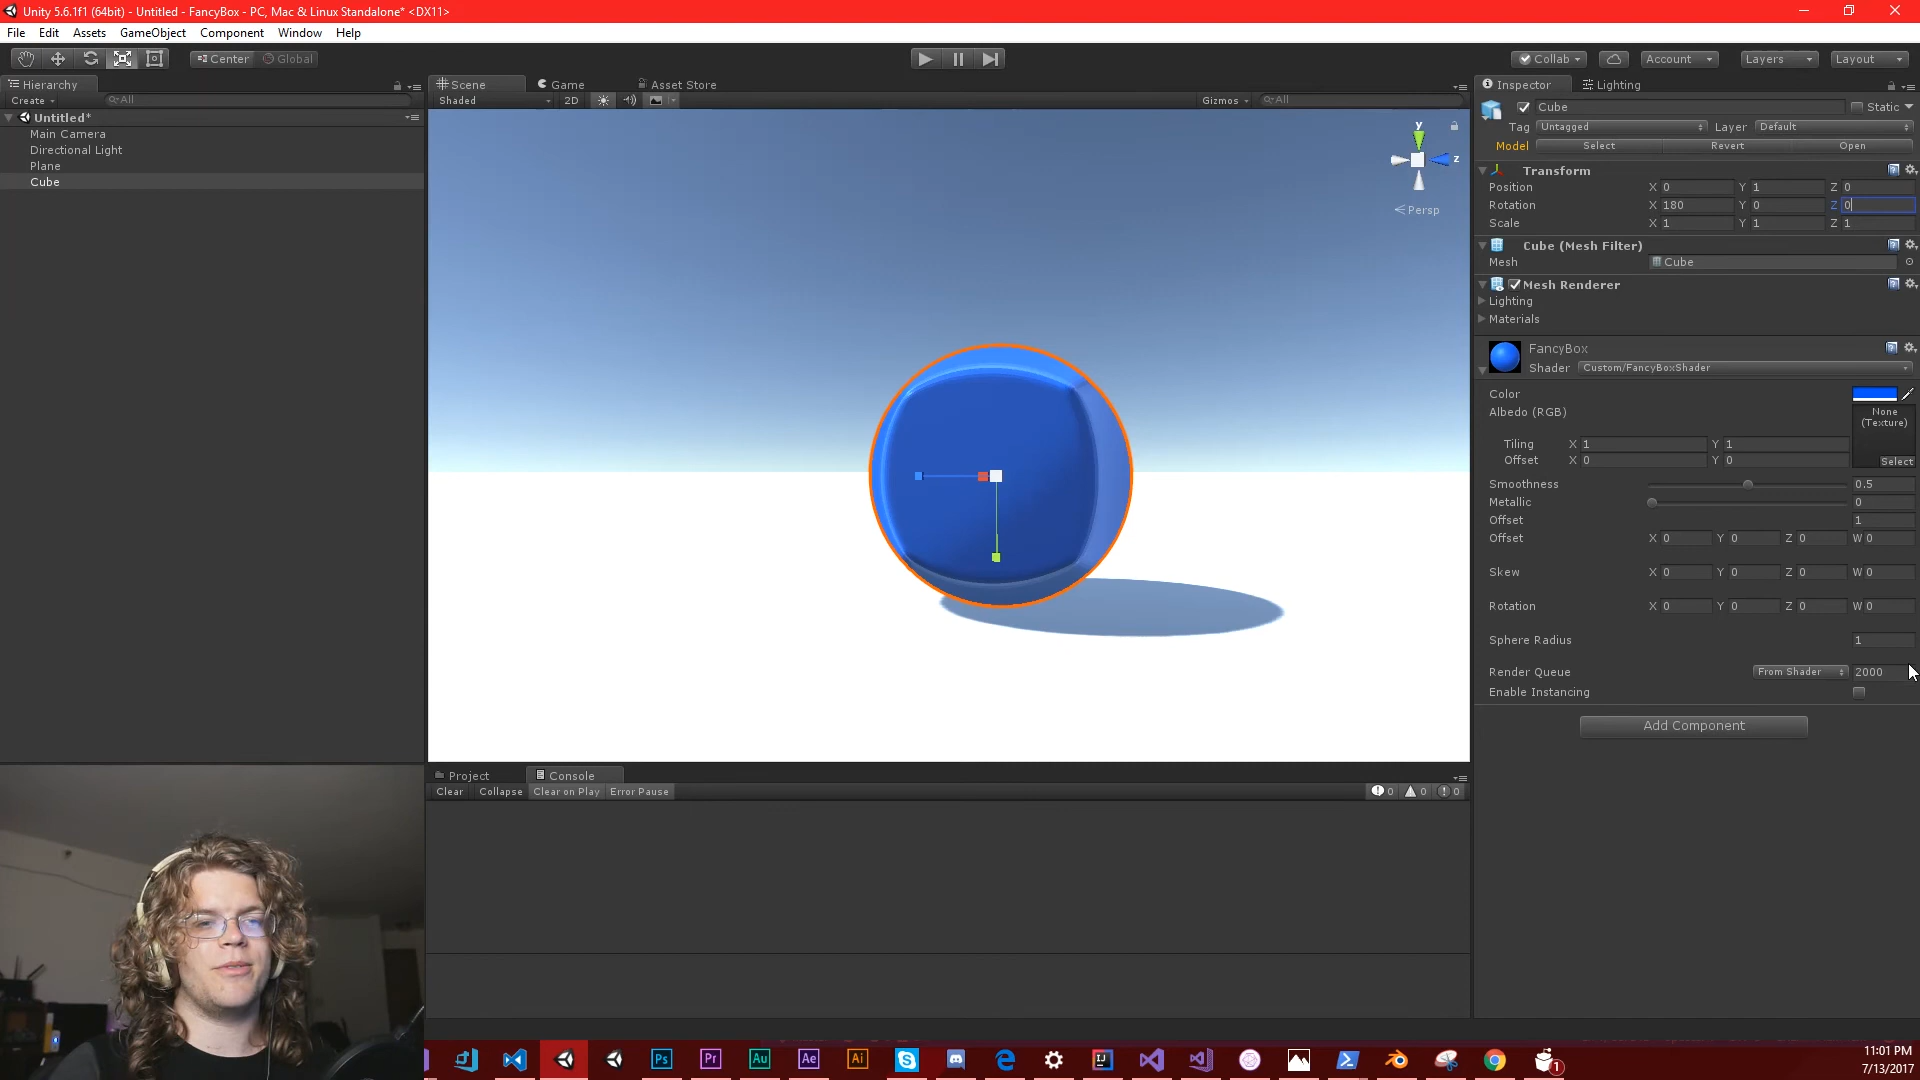 Unity 5.6.1f1 (64bit) - Untitled - FancyBox - PC, Mac & Linux Standalone* <DX11>
File Edit Assets GameObject Component Window Help
Center Global
Collab Account Layers Layout
Hierarchy
Create All
Untitled*
Main Camera
Directional Light
Plane
Cube
Scene Game Asset Store
Shaded 2D Gizmos All
y
z
Persp
Inspector Lighting
Cube Static
Tag Untagged Layer Default
Model Select Revert Open
Transform
Position X 0 Y 1 Z 0
Rotation X 180 Y 0 Z 0
Scale X 1 Y 1 Z 1
Cube (Mesh Filter)
Mesh Cube
Mesh Renderer
Lighting
Materials
FancyBox
Shader Custom/FancyBoxShader
Color
Albedo (RGB)
None
(Texture)
Tiling X 1 Y 1
Offset X 0 Y 0
Select
Smoothness 0.5
Metallic 0
Offset 1
Offset X 0 Y 0 Z 0 W 0
Skew X 0 Y 0 Z 0 W 0
Rotation X 0 Y 0 Z 0 W 0
Sphere Radius 1
Render Queue From Shader 2000
Enable Instancing
Add Component
Project Console
Clear Collapse Clear on Play Error Pause 0 0 0
Ps Pr Au Ae Ai
1
11:01 PM
7/13/2017